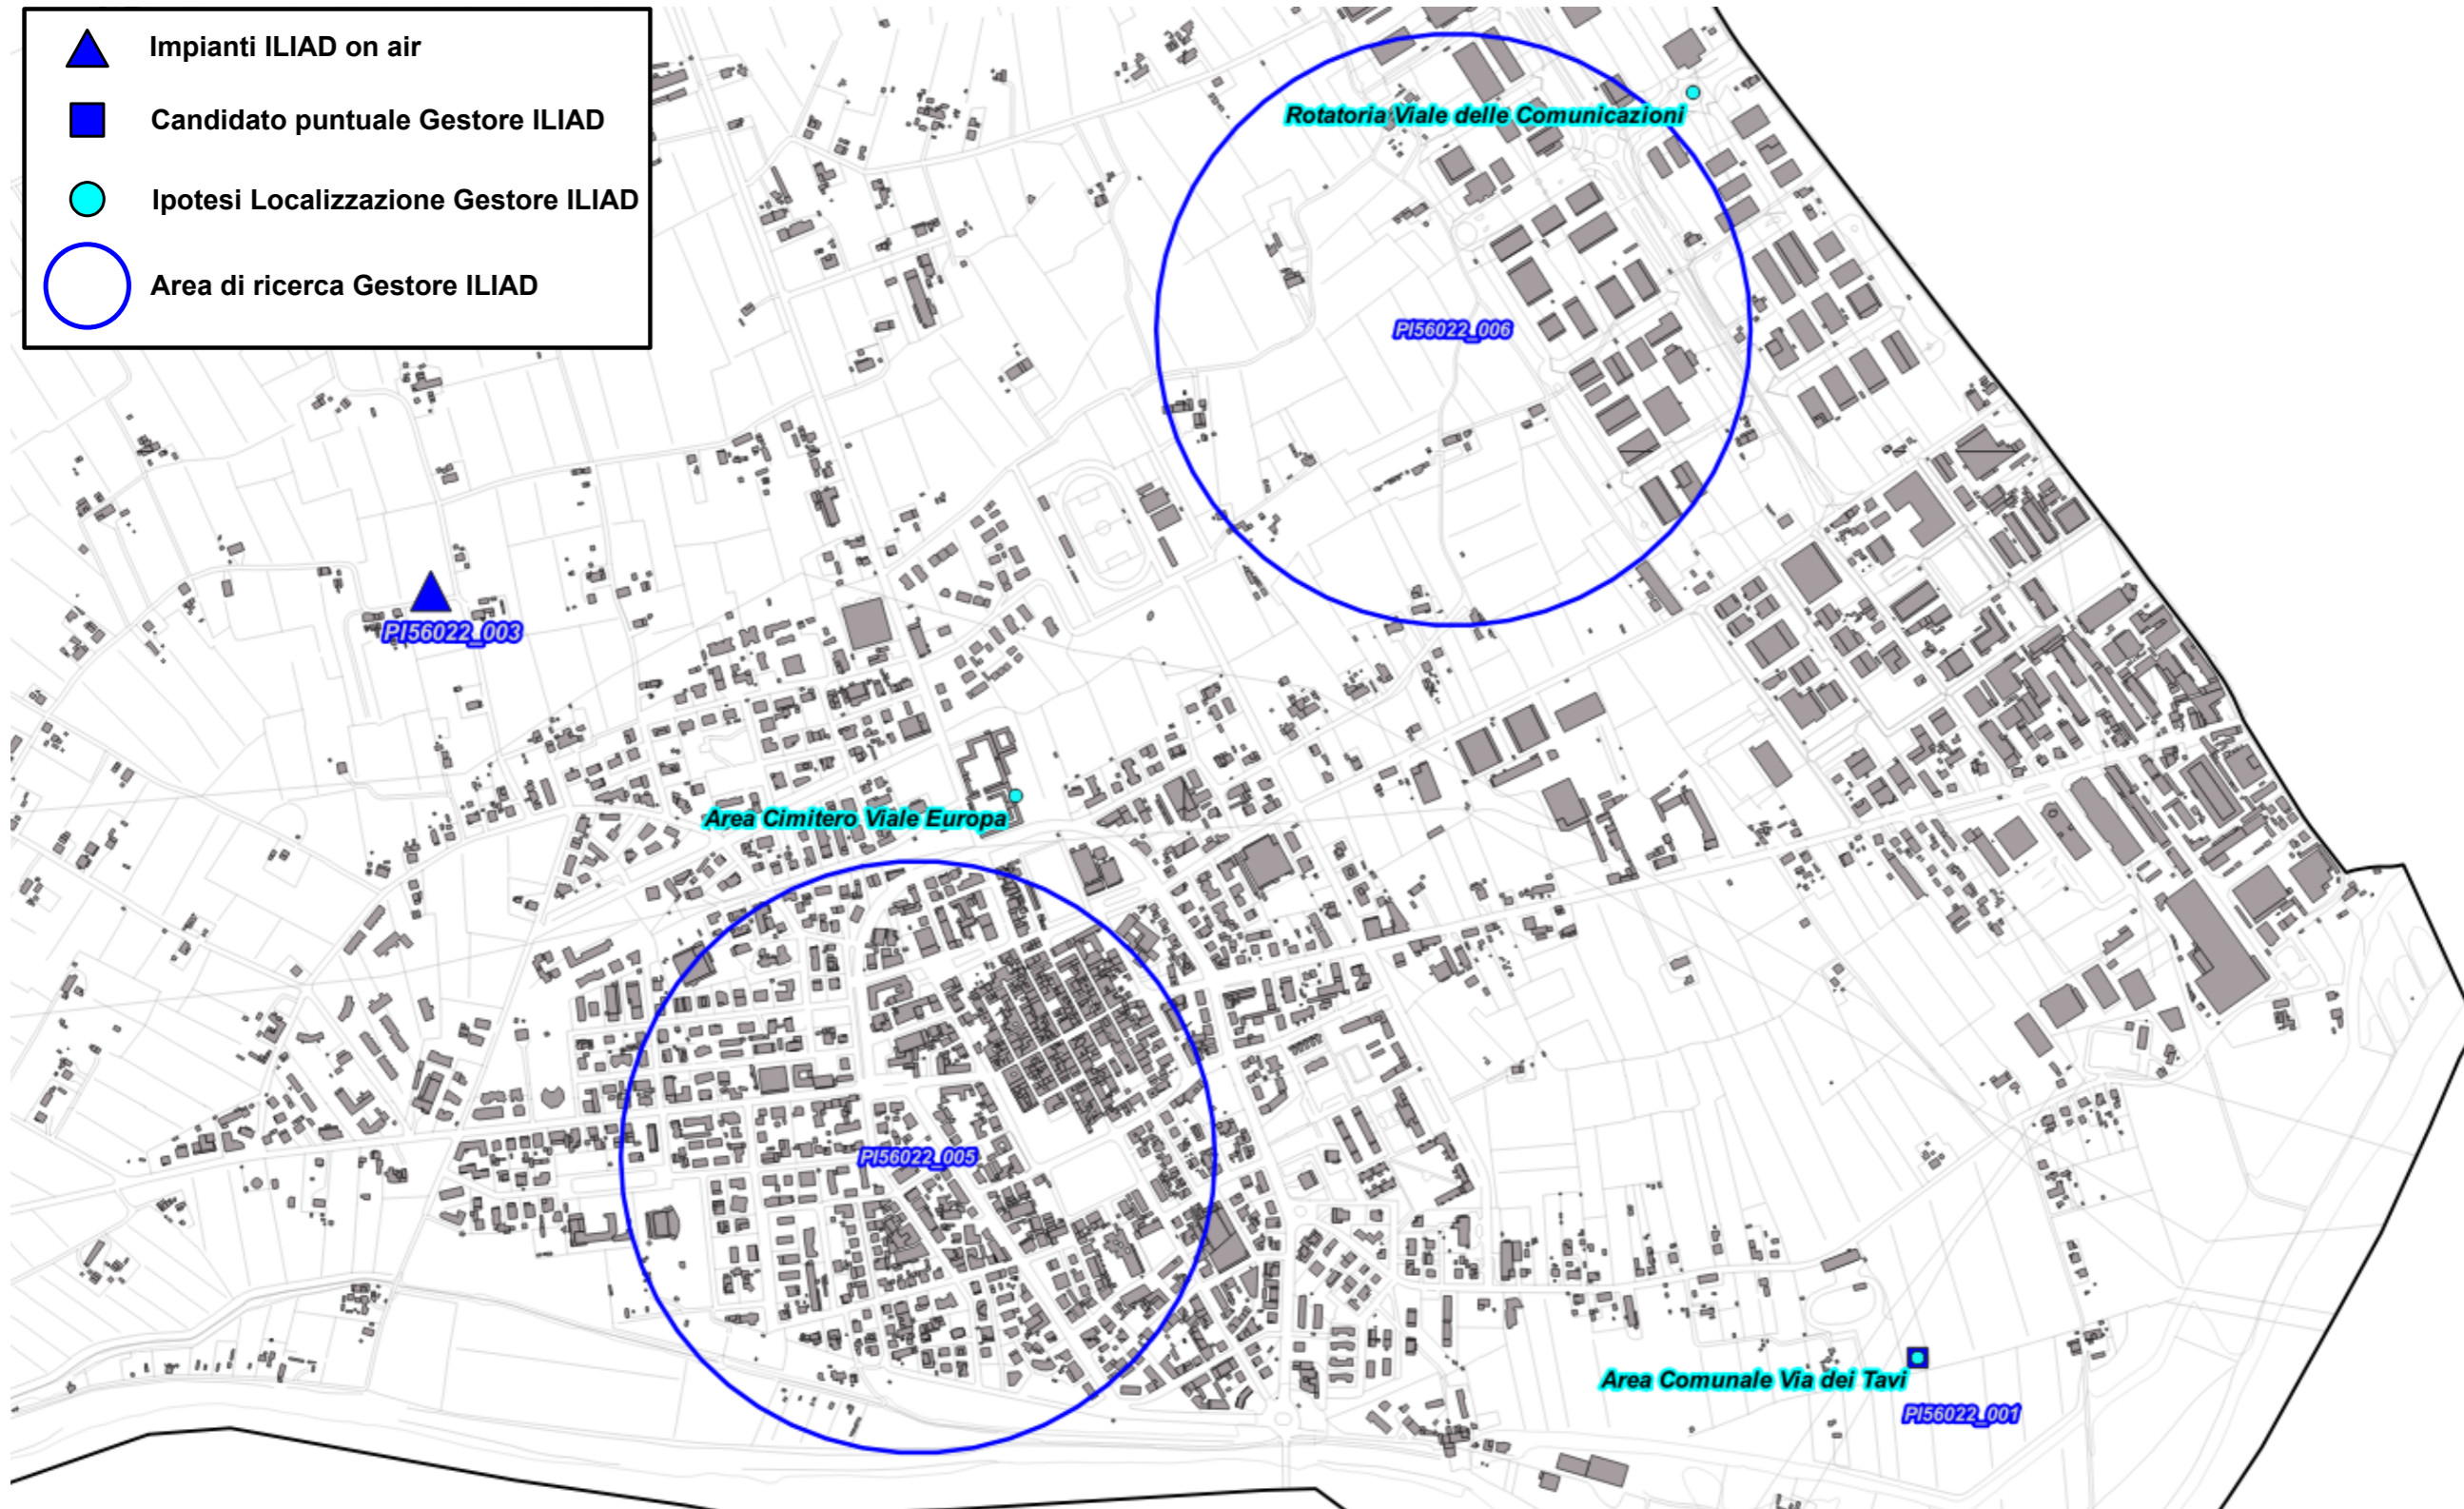 Impianti ILIAD on air
Candidato puntuale Gestore ILIAD
Ipotesi Localizzazione Gestore ILIAD
Area di ricerca Gestore ILIAD
Rotatoria Viale delle Comunicazioni
PI56022_006
PI56022_003
Area Cimitero Viale Europa
PI56022_005
Area Comunale Via dei Tavi
PI56022_001